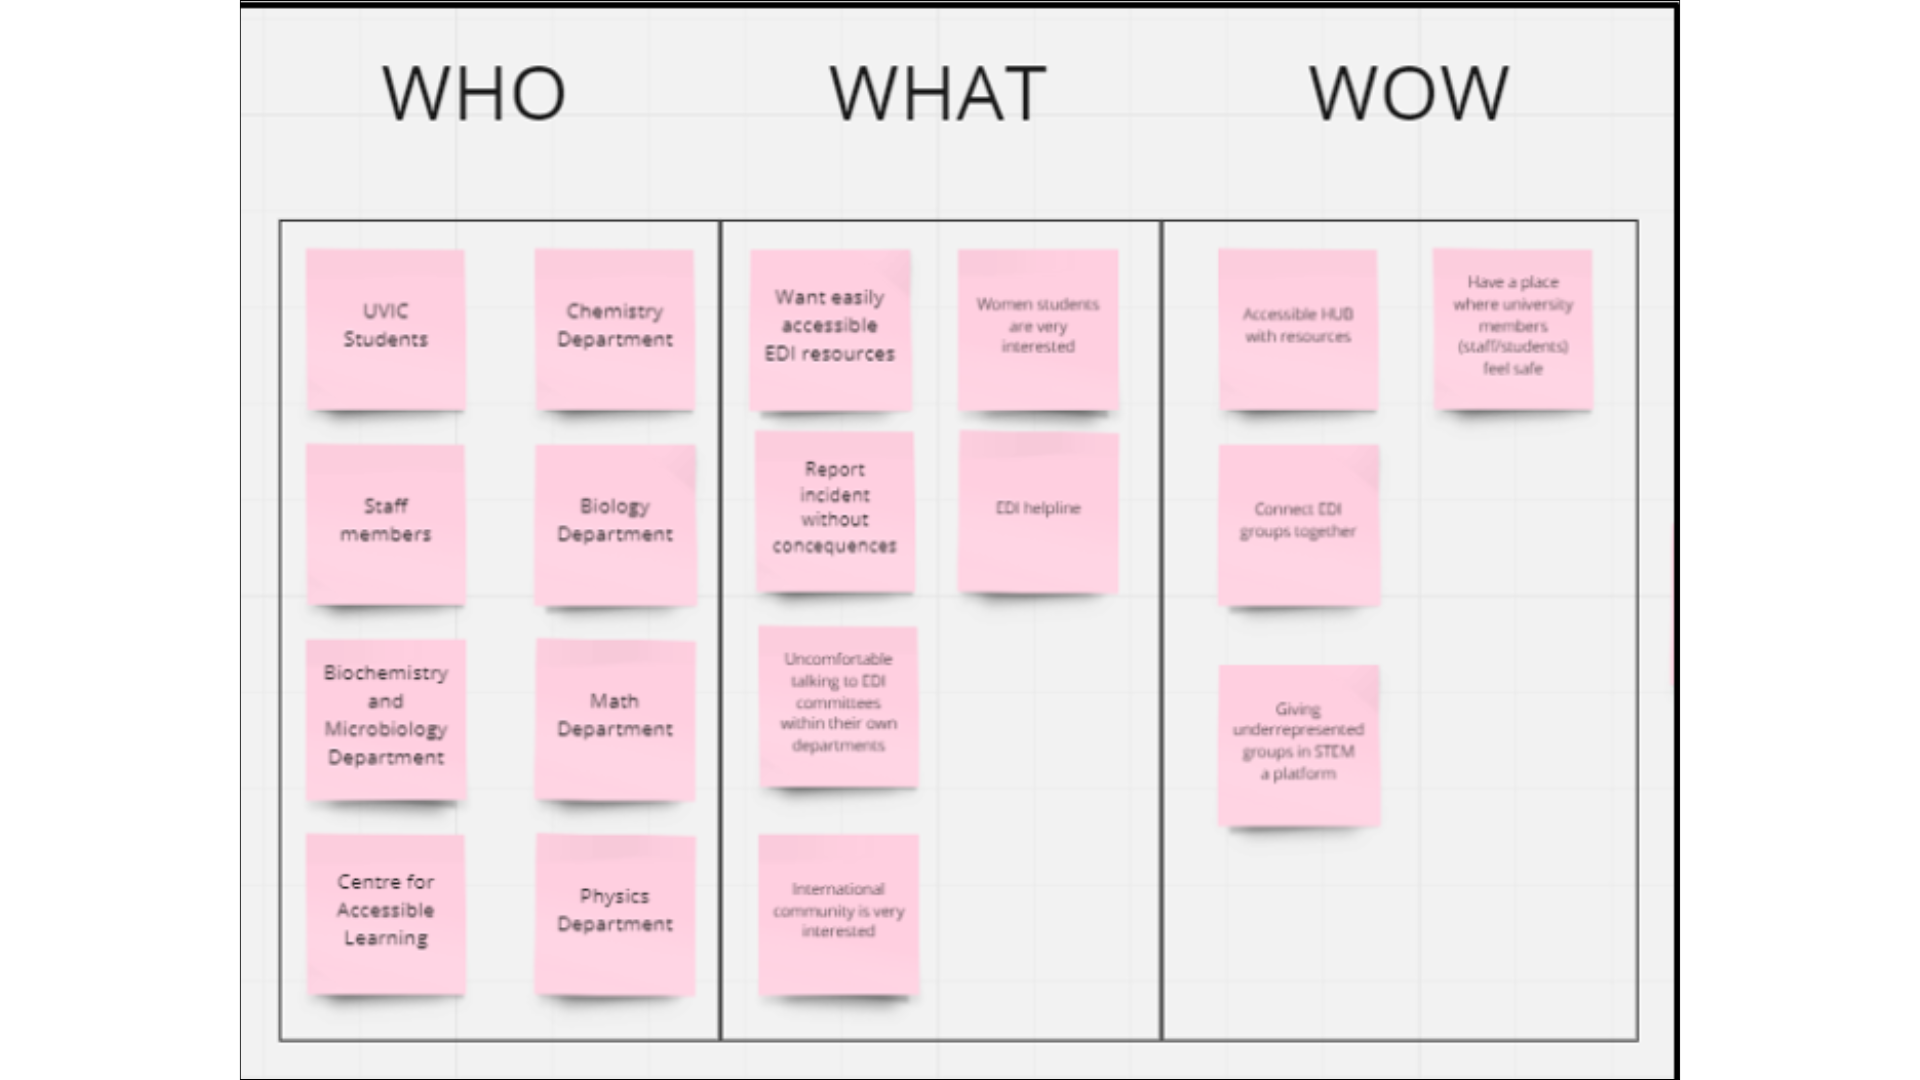 WHO
WHAT
WOW
UVIC
Students
Chemistry
Department
Staff
members
Biology
Department
Biochemistry
and
Microbiology
Department
Math
Department
Centre for
Accessible
Learning
Physics
Department
Want easily
accessible
EDI resources
Women students
are very
interested
Report
incident
without
concequences
EDI helpline
Uncomfortable
talking to EDI
committees
within their own
departments
International
community is very
interested
Accessible HUB
with resources
Have a place
where university
members
(staff/students)
feel safe
Connect EDI
groups together
Giving
underrepresented
groups in STEM
a platform